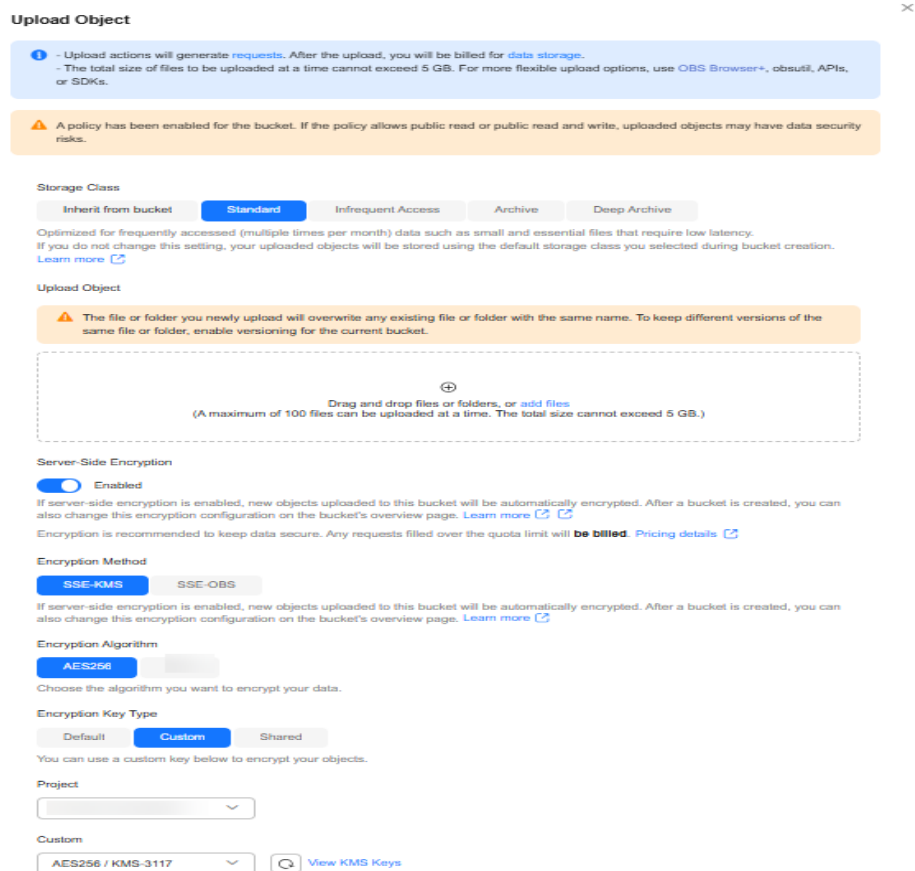 Upload Object
- Upload actions will generate requests. After the upload, you will be billed for data storage.
- The total size of files to be uploaded at a time cannot exceed 5 GB. For more flexible upload options, use OBS Browser+, obsutil, APIs,
or SDKs.
A policy has been enabled for the bucket. If the policy allows public read or public read and write, uploaded objects may have data security
risks.
Storage Class
Inherit from bucket Standard Infrequent Access Archive Deep Archive
Optimized for frequently accessed (multiple times per month) data such as small and essential files that require low latency.
If you do not change this setting, your uploaded objects will be stored using the default storage class you selected during bucket creation.
Learn more
Upload Object
The file or folder you newly upload will overwrite any existing file or folder with the same name. To keep different versions of the
same file or folder, enable versioning for the current bucket.
Drag and drop files or folders, or add files
(A maximum of 100 files can be uploaded at a time. The total size cannot exceed 5 GB.)
Server-Side Encryption
Enabled
If server-side encryption is enabled, new objects uploaded to this bucket will be automatically encrypted. After a bucket is created, you can
also change this encryption configuration on the bucket's overview page. Learn more
Encryption is recommended to keep data secure. Any requests filled over the quota limit will be billed. Pricing details
Encryption Method
SSE-KMS SSE-OBS
If server-side encryption is enabled, new objects uploaded to this bucket will be automatically encrypted. After a bucket is created, you can
also change this encryption configuration on the bucket's overview page. Learn more
Encryption Algorithm
AES256
Choose the algorithm you want to encrypt your data.
Encryption Key Type
Default Custom Shared
You can use a custom key below to encrypt your objects.
Project
Custom
AES256 / KMS-3117 View KMS Keys